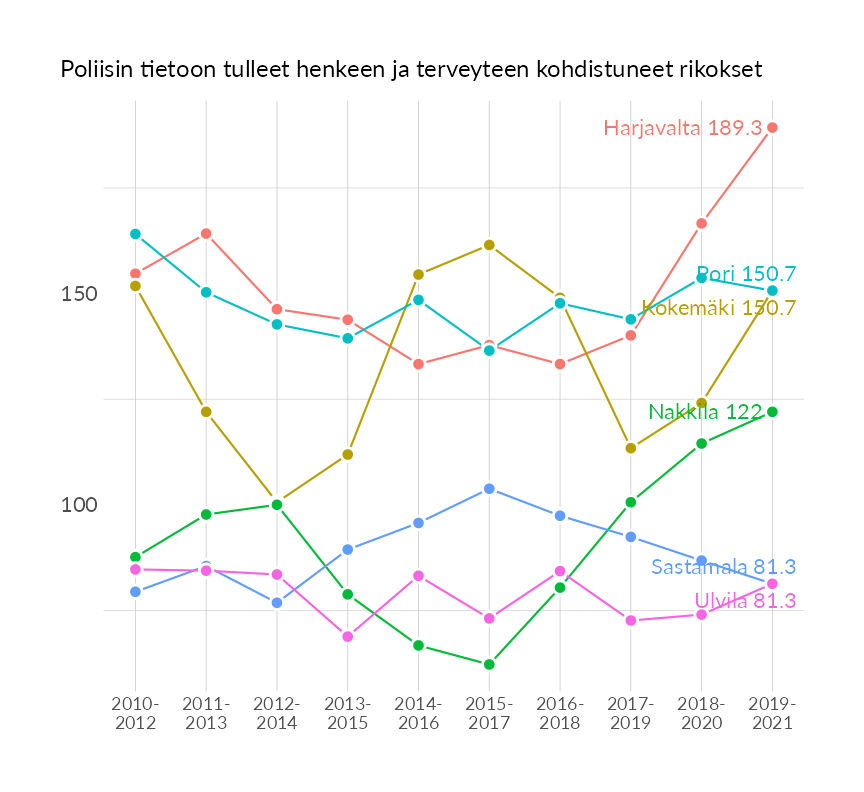 Poliisin tietoon tulleet henkeen ja terveyteen kohdistuneet rikokset
Harjavalta 189.3
Pori 150.7
150
Kokemäki 150.7
Nakkila 122
100
Sastamala 81.3
Ulvila 81.3
2010- 2011- 2012- 2013- 2014- 2015- 2016- 2017- 2018- 2019-
2012 2013 2014 2015 2016 2017 2018 2019 2020 2021